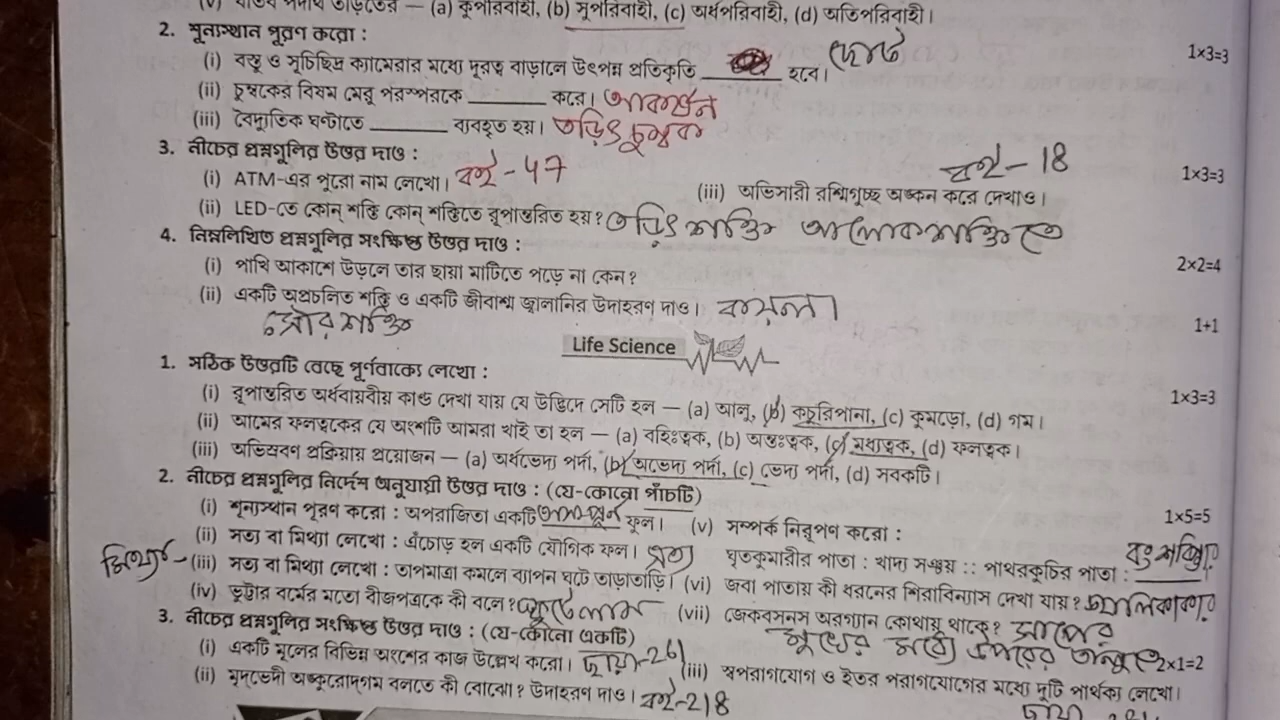 (v) ধাতব পদার্থ তড়িতের — (a) কুপরিবাহী, (b) সুপরিবাহী, (c) অর্ধপরিবাহী, (d) অতিপরিবাহী।
2. শূন্যস্থান পূরণ করো : 1×3=3
(i) বস্তু ও সূচিছিদ্র ক্যামেরার মধ্যে দূরত্ব বাড়ালে উৎপন্ন প্রতিকৃতি ______ হবে। ছোট
(ii) চুম্বকের বিষম মেরু পরস্পরকে ______ করে। আকর্ষন
(iii) বৈদ্যুতিক ঘণ্টাতে ______ ব্যবহৃত হয়। তড়িৎচুম্বক
3. নীচের প্রশ্নগুলির উত্তর দাও : 1×3=3
(i) ATM-এর পুরো নাম লেখো। বই - 47
(iii) অভিসারী রশ্মিগুচ্ছ অঙ্কন করে দেখাও। বই - 18
(ii) LED-তে কোন্ শক্তি কোন্ শক্তিতে রূপান্তরিত হয়? তড়িৎ শক্তি আলোকশক্তিতে
4. নিম্নলিখিত প্রশ্নগুলির সংক্ষিপ্ত উত্তর দাও : 2×2=4
(i) পাখি আকাশে উড়লে তার ছায়া মাটিতে পড়ে না কেন?
(ii) একটি অপ্রচলিত শক্তি ও একটি জীবাশ্ম জ্বালানির উদাহরণ দাও। কয়লা। 1+1
সৌরশক্তি
Life Science
1. সঠিক উত্তরটি বেছে পূর্ণবাক্যে লেখো : 1×3=3
(i) রূপান্তরিত অর্ধবায়বীয় কাণ্ড দেখা যায় যে উদ্ভিদে সেটি হল — (a) আলু, (b) কচুরিপানা, (c) কুমড়ো, (d) গম।
(ii) আমের ফলত্বকের যে অংশটি আমরা খাই তা হল — (a) বহিঃত্বক, (b) অন্তঃত্বক, (c) মধ্যত্বক, (d) ফলত্বক।
(iii) অভিস্রবণ প্রক্রিয়ায় প্রয়োজন — (a) অর্ধভেদ্য পর্দা, (b) অভেদ্য পর্দা, (c) ভেদ্য পর্দা, (d) সবকটি।
2. নীচের প্রশ্নগুলির নির্দেশ অনুযায়ী উত্তর দাও : (যে-কোনো পাঁচটি) 1×5=5
(i) শূন্যস্থান পূরণ করো : অপরাজিতা একটি ______ ফুল।
(ii) সত্য বা মিথ্যা লেখো : এঁচোড় হল একটি যৌগিক ফল। সত্য
(iii) সত্য বা মিথ্যা লেখো : তাপমাত্রা কমলে ব্যাপন ঘটে তাড়াতাড়ি। মিথ্যা
(iv) ভুট্টার বর্মের মতো বীজপত্রকে কী বলে? স্কুটেলাম
(v) সম্পর্ক নিরূপণ করো :
ঘৃতকুমারীর পাতা : খাদ্য সঞ্চয় :: পাথরকুচির পাতা : ______।
(vi) জবা পাতায় কী ধরনের শিরাবিন্যাস দেখা যায়? জালিকাকার
(vii) জেকবসনস অরগ্যান কোথায় থাকে? সাপের
মুখের মধ্যে উপরের তালুতে
3. নীচের প্রশ্নগুলির সংক্ষিপ্ত উত্তর দাও : (যে-কোনো একটি) 2×1=2
(i) একটি মূলের বিভিন্ন অংশের কাজ উল্লেখ করো। ছায়া-261
(ii) মৃদ্‌ভেদী অঙ্কুরোদ্‌গম বলতে কী বোঝো? উদাহরণ দাও। বই-218
(iii) স্বপরাগযোগ ও ইতর পরাগযোগের মধ্যে দুটি পার্থক্য লেখো।
ছায়া